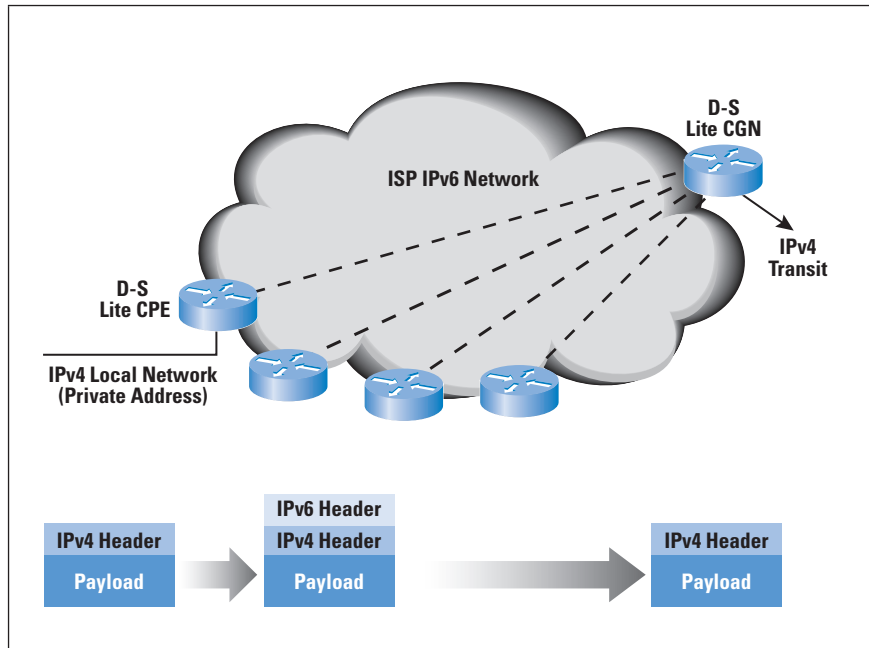 D-S
Lite CGN
ISP IPv6 Network
IPv4
Transit
D-S
Lite CPE
IPv4 Local Network
(Private Address)
IPv6 Header
IPv4 Header
IPv4 Header
IPv4 Header
Payload
Payload
Payload